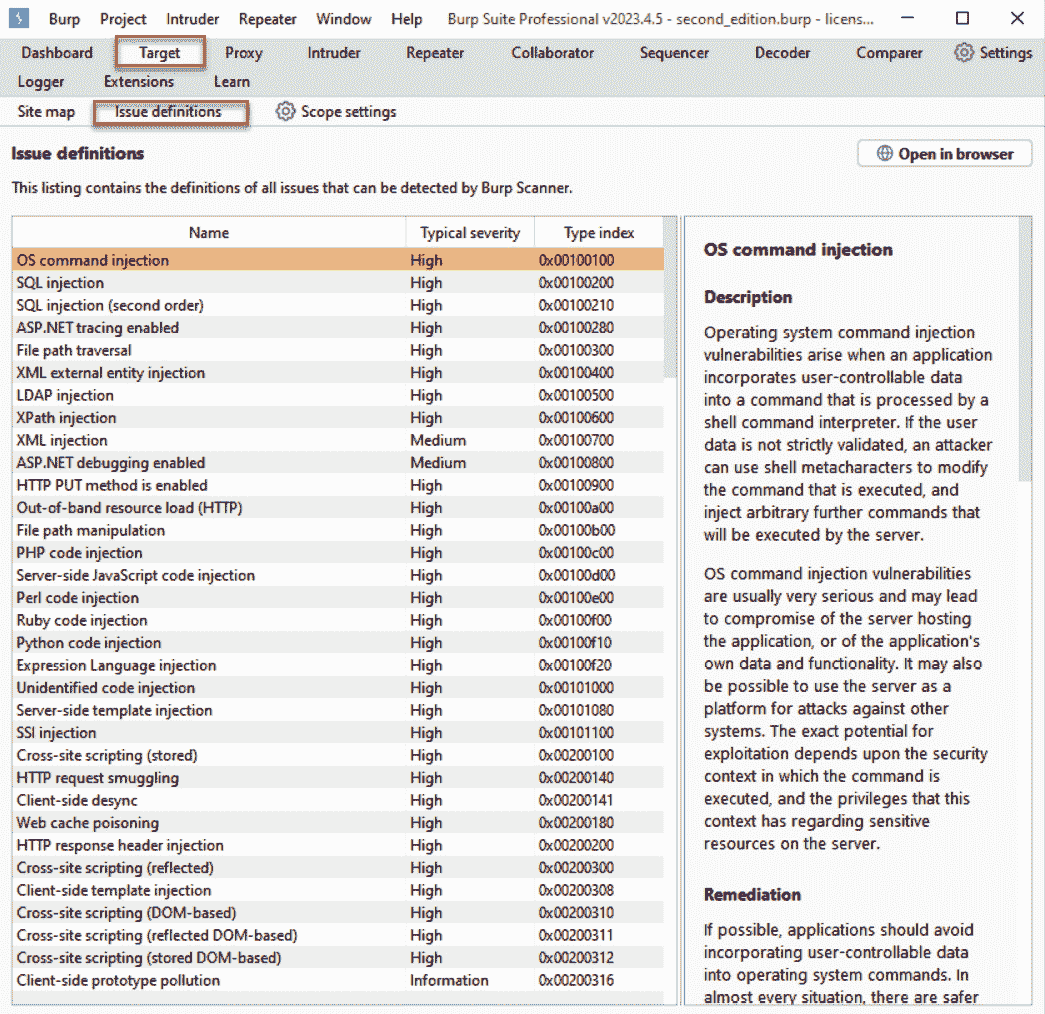 Burp Project Intruder Repeater Window Help Burp Suite Professional v2023.4.5 - second_edition.burp - licens...
Dashboard Target Proxy Intruder Repeater Collaborator Sequencer Decoder Comparer Settings
Logger Extensions Learn
Site map Issue definitions Scope settings
Issue definitions
Open in browser
This listing contains the definitions of all issues that can be detected by Burp Scanner.
Name Typical severity Type index
OS command injection High 0x00100100
SQL injection High 0x00100200
SQL injection (second order) High 0x00100210
ASP.NET tracing enabled High 0x00100280
File path traversal High 0x00100300
XML external entity injection High 0x00100400
LDAP injection High 0x00100500
XPath injection High 0x00100600
XML injection Medium 0x00100700
ASP.NET debugging enabled Medium 0x00100800
HTTP PUT method is enabled High 0x00100900
Out-of-band resource load (HTTP) High 0x00100a00
File path manipulation High 0x00100b00
PHP code injection High 0x00100c00
Server-side JavaScript code injection High 0x00100d00
Perl code injection High 0x00100e00
Ruby code injection High 0x00100f00
Python code injection High 0x00100f10
Expression Language injection High 0x00100f20
Unidentified code injection High 0x00101000
Server-side template injection High 0x00101080
SSI injection High 0x00101100
Cross-site scripting (stored) High 0x00200100
HTTP request smuggling High 0x00200140
Client-side desync High 0x00200141
Web cache poisoning High 0x00200180
HTTP response header injection High 0x00200200
Cross-site scripting (reflected) High 0x00200300
Client-side template injection High 0x00200308
Cross-site scripting (DOM-based) High 0x00200310
Cross-site scripting (reflected DOM-based) High 0x00200311
Cross-site scripting (stored DOM-based) High 0x00200312
Client-side prototype pollution Information 0x00200316
OS command injection
Description
Operating system command injection
vulnerabilities arise when an application
incorporates user-controllable data
into a command that is processed by a
shell command interpreter. If the user
data is not strictly validated, an attacker
can use shell metacharacters to modify
the command that is executed, and
inject arbitrary further commands that
will be executed by the server.
OS command injection vulnerabilities
are usually very serious and may lead
to compromise of the server hosting
the application, or of the application's
own data and functionality. It may also
be possible to use the server as a
platform for attacks against other
systems. The exact potential for
exploitation depends upon the security
context in which the command is
executed, and the privileges that this
context has regarding sensitive
resources on the server.
Remediation
If possible, applications should avoid
incorporating user-controllable data
into operating system commands. In
almost every situation, there are safer